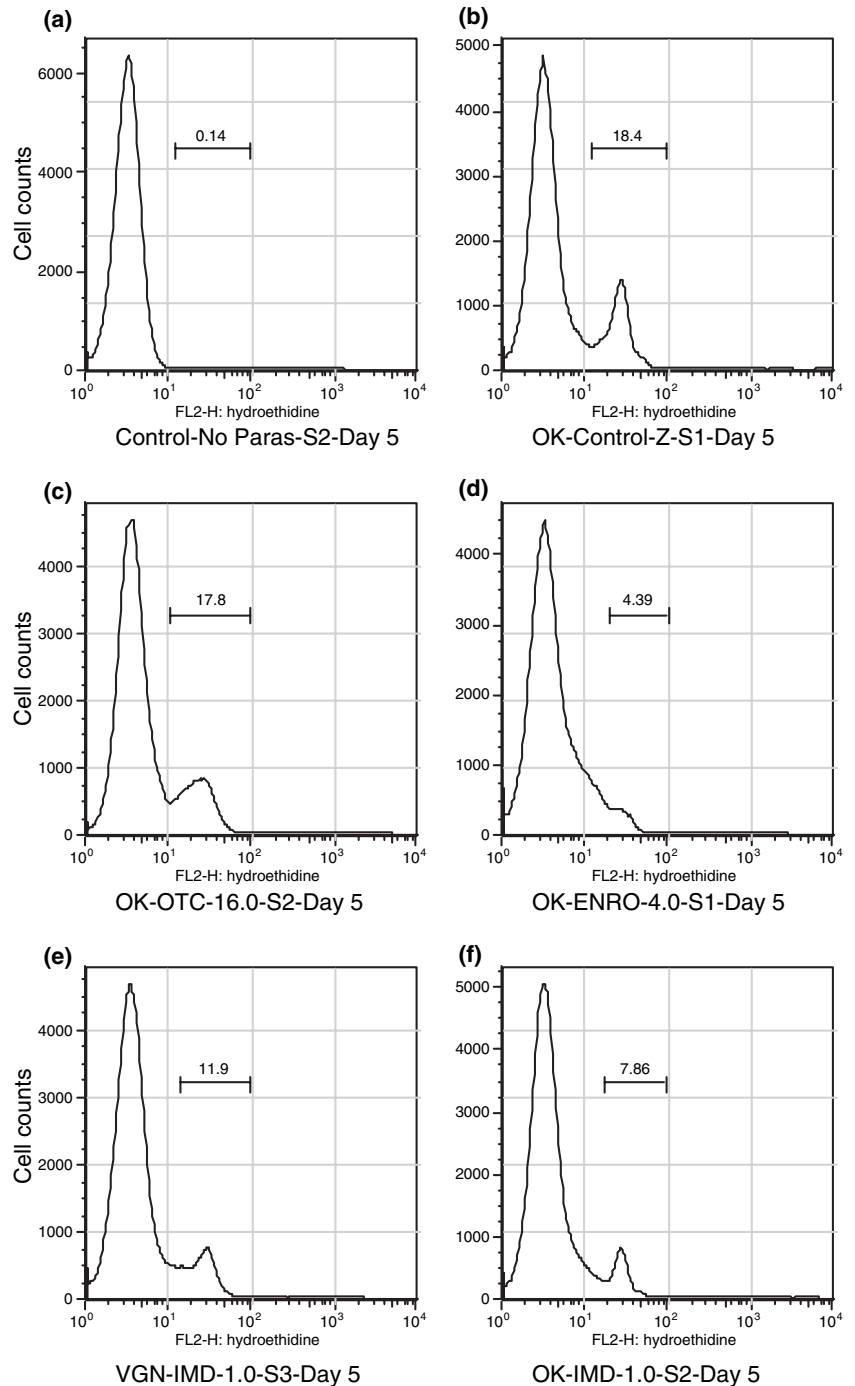 (a)
6000
4000
2000
0
Cell counts
0.14
10^0 10^1 10^2 10^3 10^4
FL2-H: hydroethidine
Control-No Paras-S2-Day 5
(b)
5000
4000
3000
2000
1000
0
18.4
10^0 10^1 10^2 10^3 10^4
FL2-H: hydroethidine
OK-Control-Z-S1-Day 5
(c)
4000
3000
2000
1000
0
Cell counts
17.8
10^0 10^1 10^2 10^3 10^4
FL2-H: hydroethidine
OK-OTC-16.0-S2-Day 5
(d)
4000
3000
2000
1000
0
4.39
10^0 10^1 10^2 10^3 10^4
FL2-H: hydroethidine
OK-ENRO-4.0-S1-Day 5
(e)
4000
3000
2000
1000
0
Cell counts
11.9
10^0 10^1 10^2 10^3 10^4
FL2-H: hydroethidine
VGN-IMD-1.0-S3-Day 5
(f)
5000
4000
3000
2000
1000
0
7.86
10^0 10^1 10^2 10^3 10^4
FL2-H: hydroethidine
OK-IMD-1.0-S2-Day 5